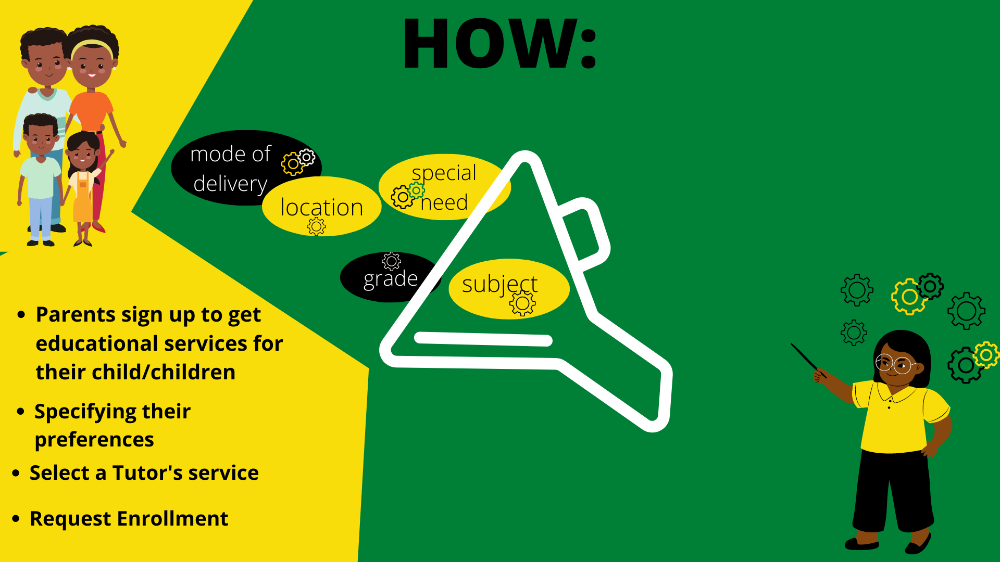 HOW:
mode of
delivery
location
special
need
grade
subject
• Parents sign up to get
educational services for
their child/children
• Specifying their
preferences
• Select a Tutor's service
• Request Enrollment